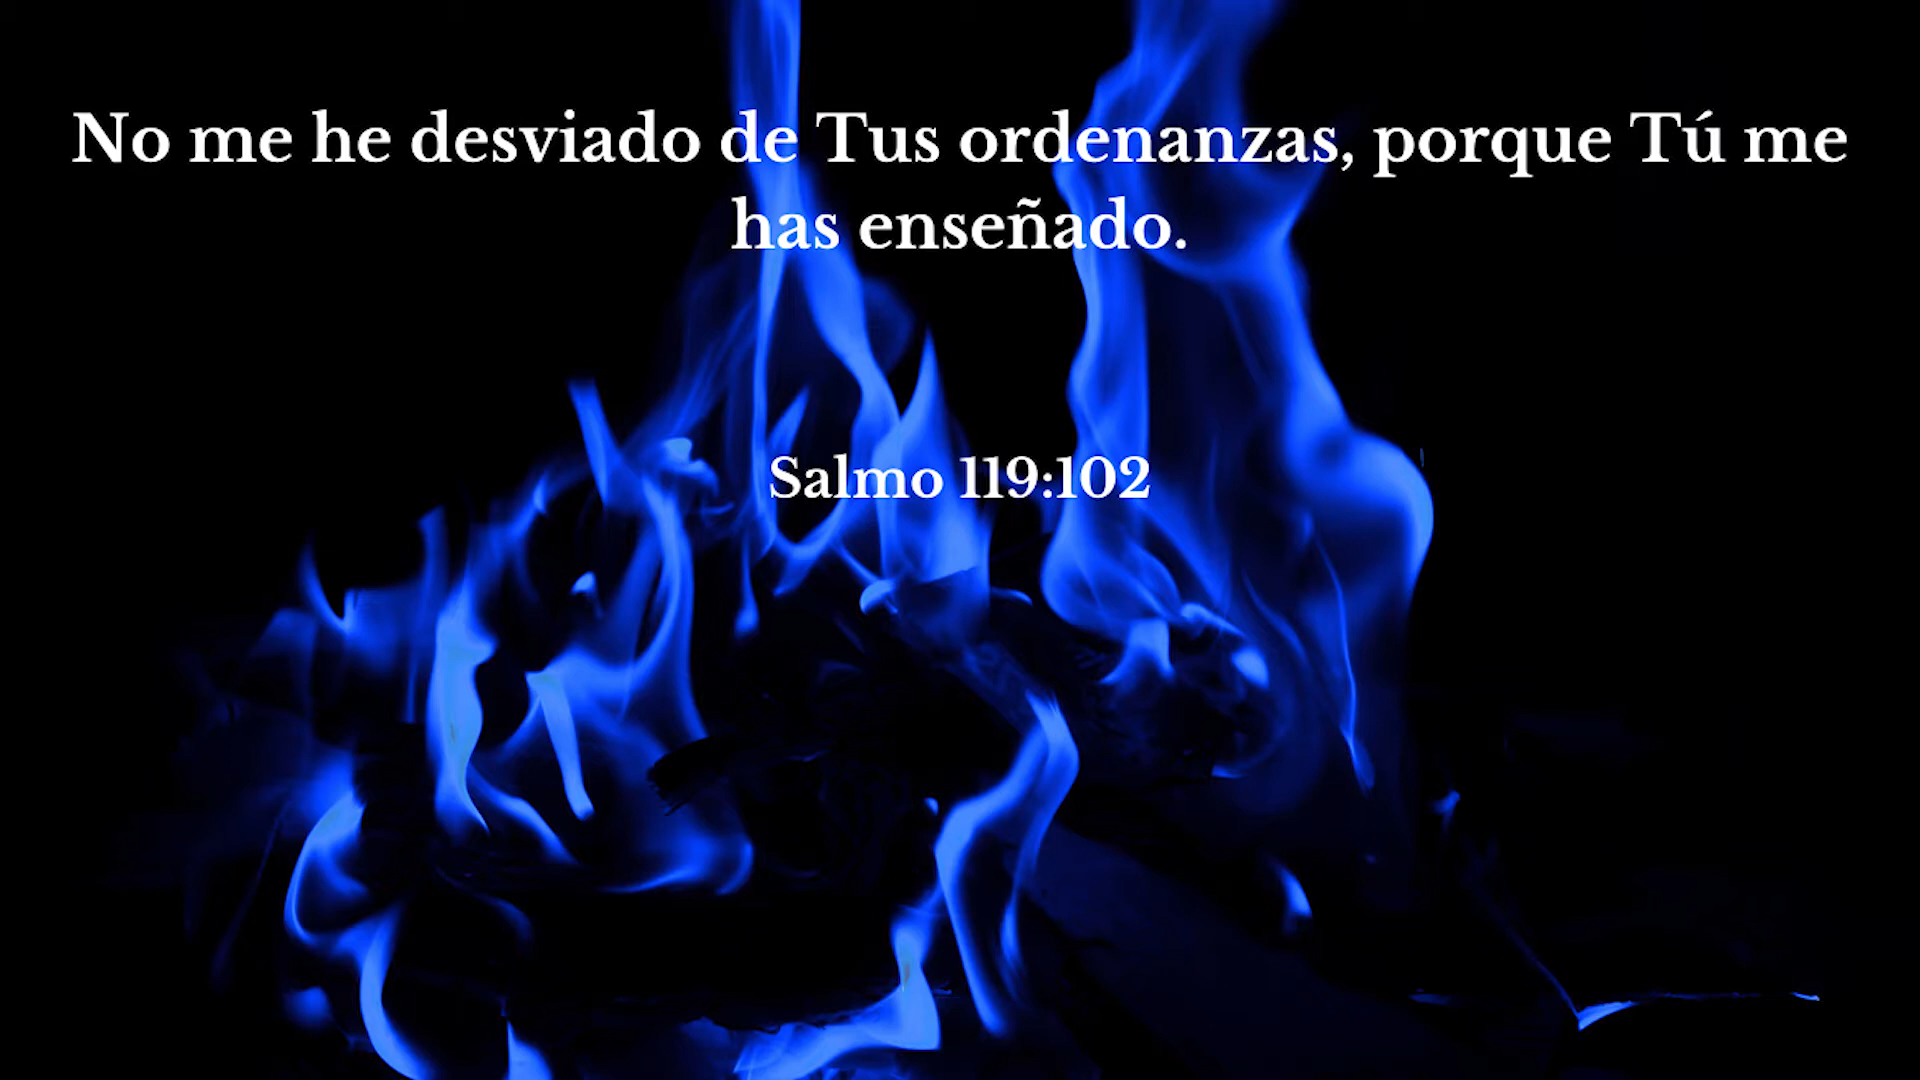 No me he desviado de Tus ordenanzas, porque Tú me
has enseñado.
Salmo 119:102